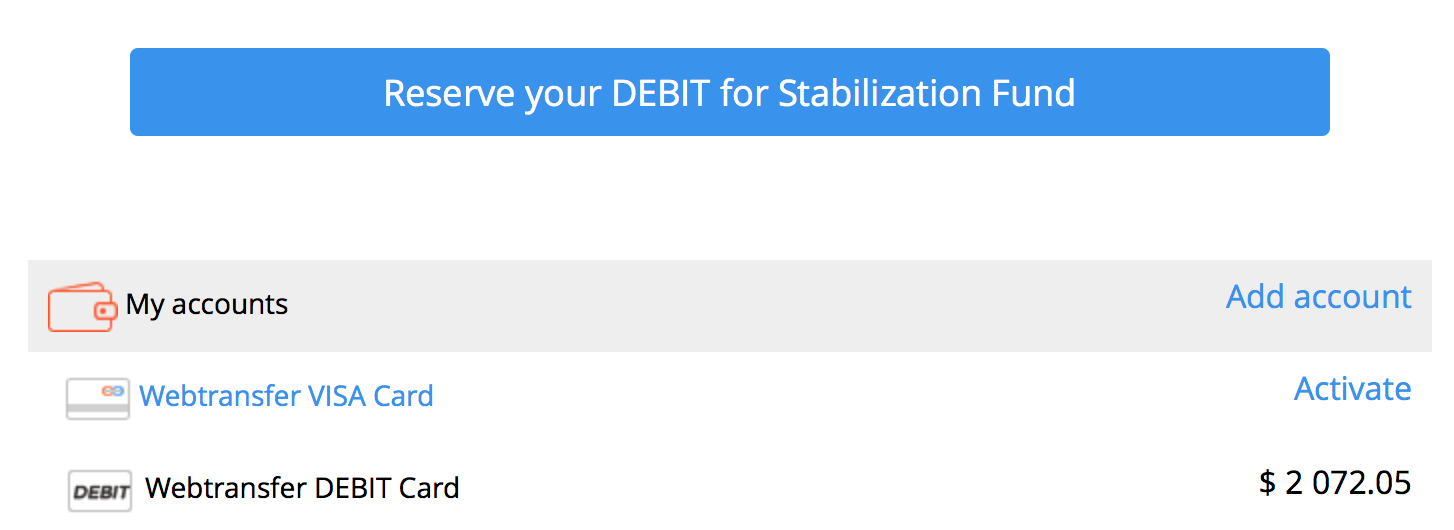 Reserve your DEBIT for Stabilization Fund
My accounts
Add account
Webtransfer VISA Card
Activate
DEBIT
Webtransfer DEBIT Card
$ 2 072.05